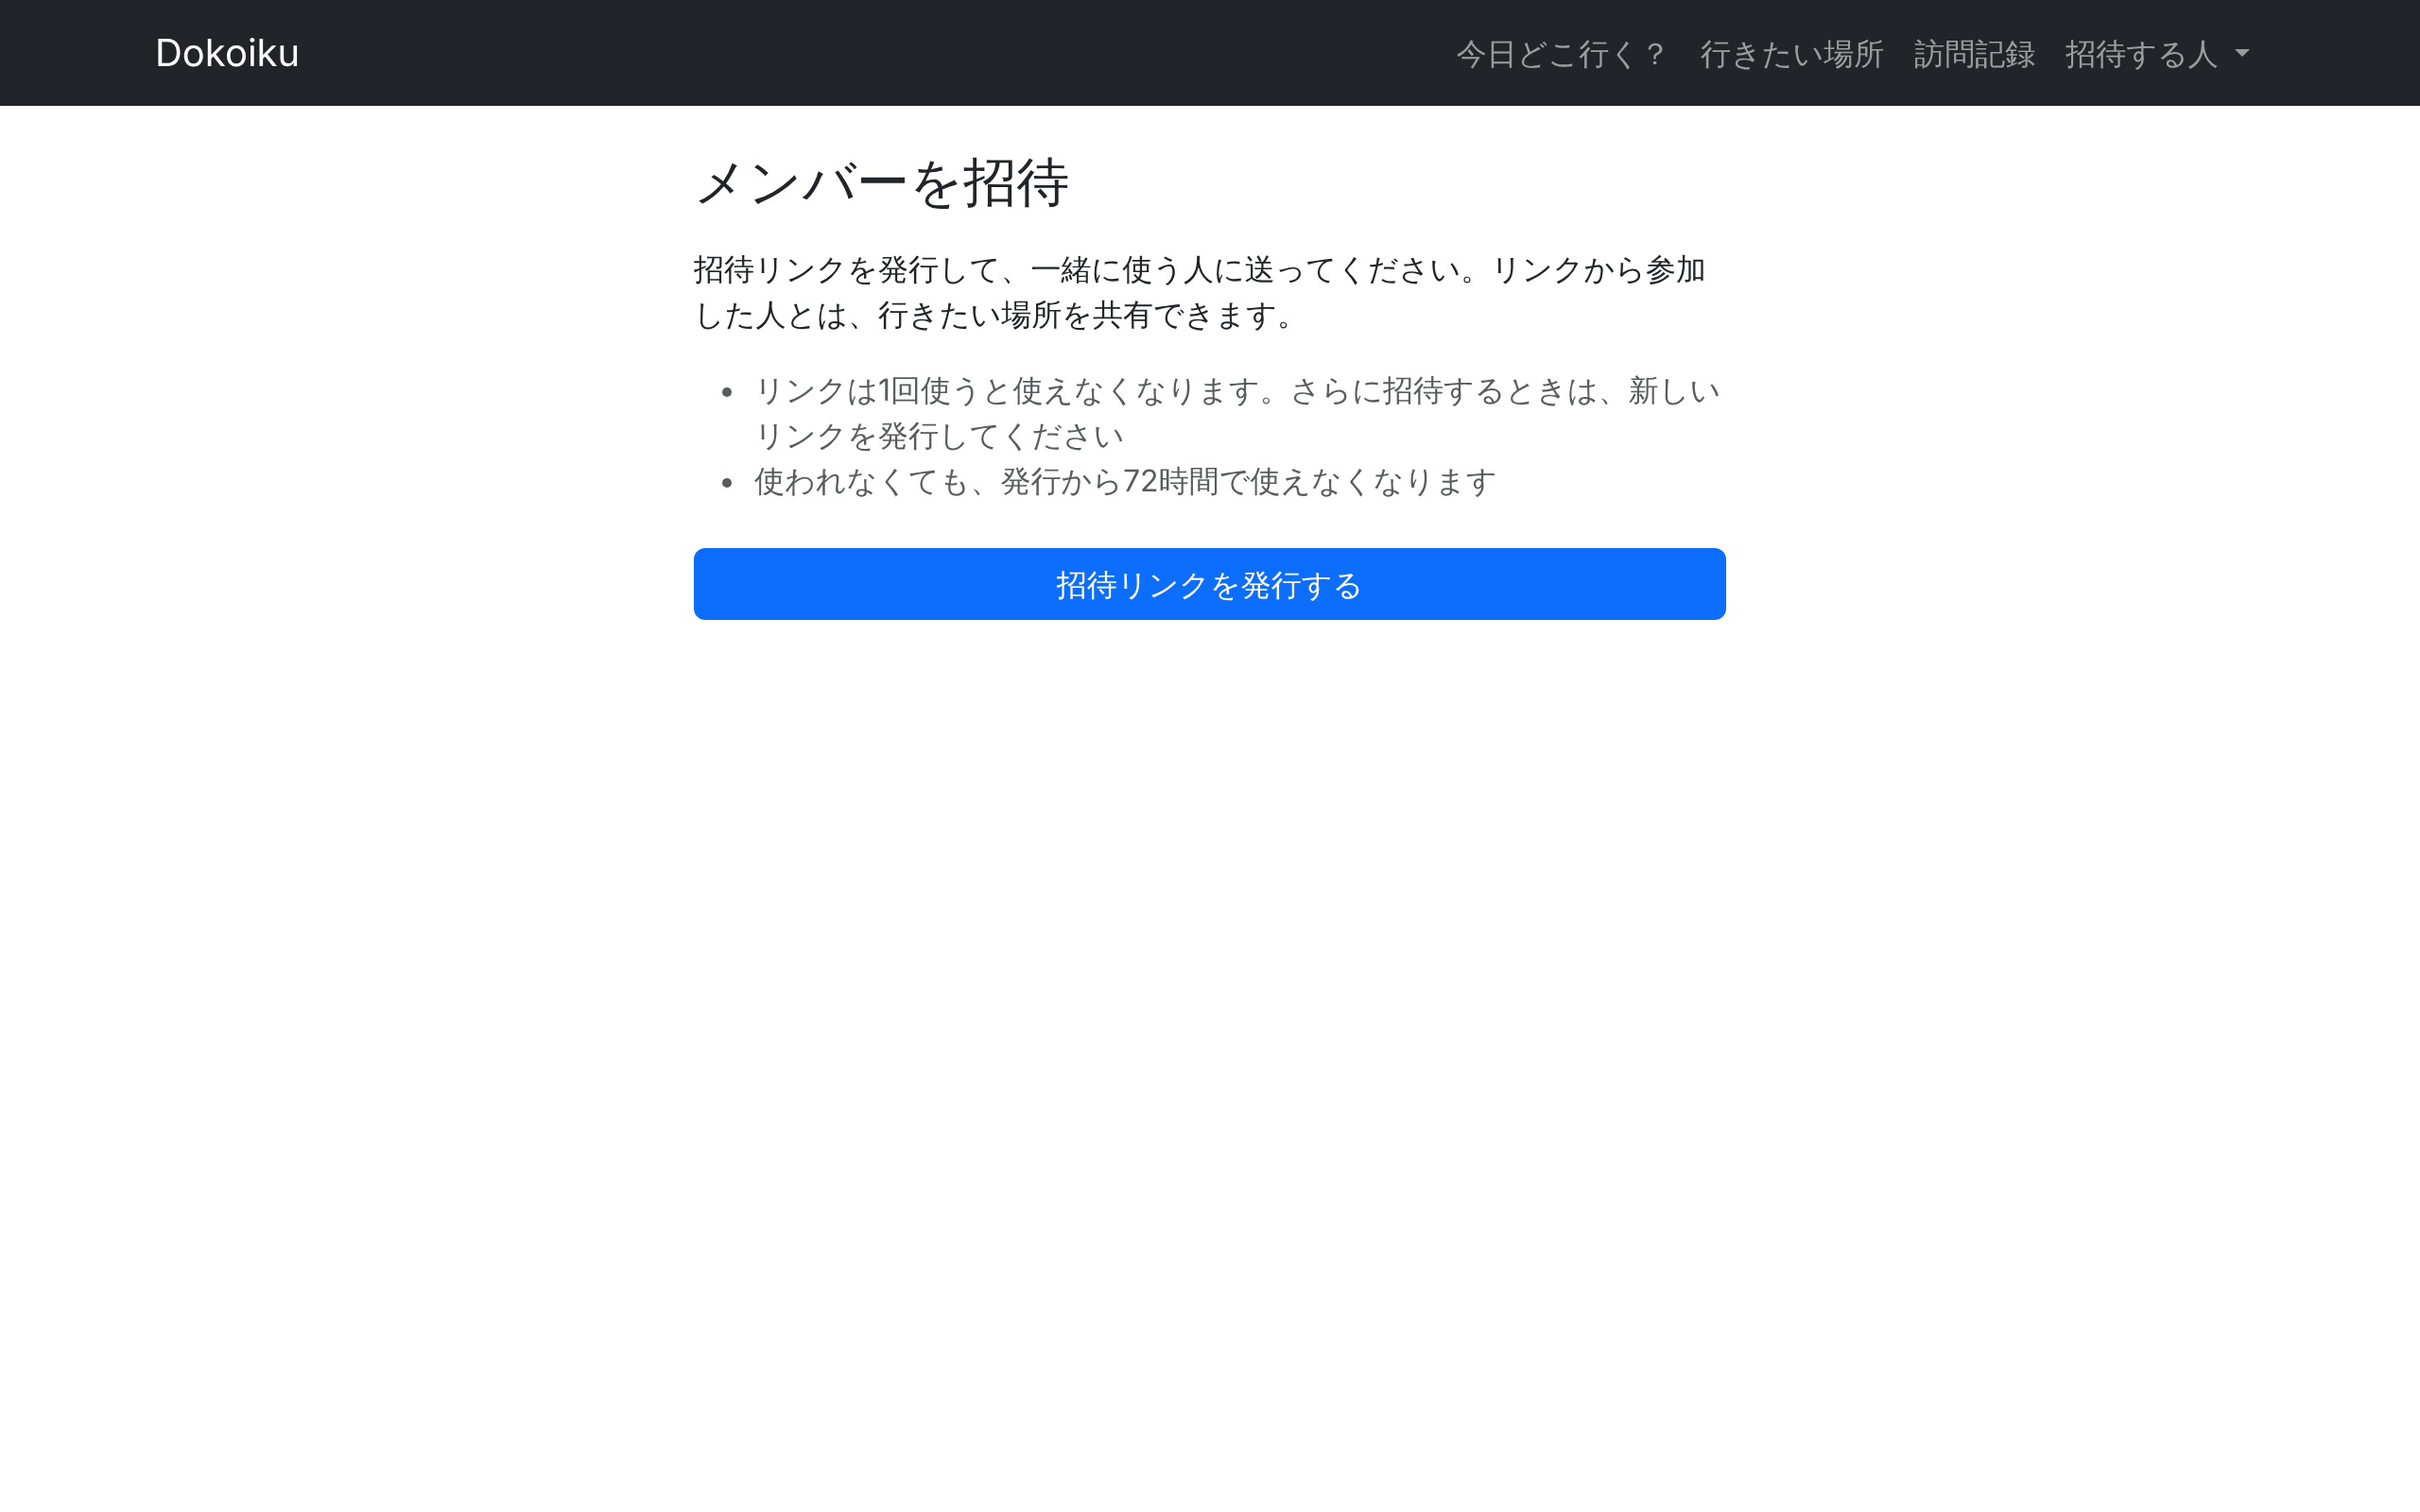 Dokoiku
今日どこ行く？ 行きたい場所 訪問記録 招待する人
メンバーを招待
招待リンクを発行して、一緒に使う人に送ってください。リンクから参加
した人とは、行きたい場所を共有できます。
リンクは1回使うと使えなくなります。さらに招待するときは、新しい
リンクを発行してください
使われなくても、発行から72時間で使えなくなります
招待リンクを発行する